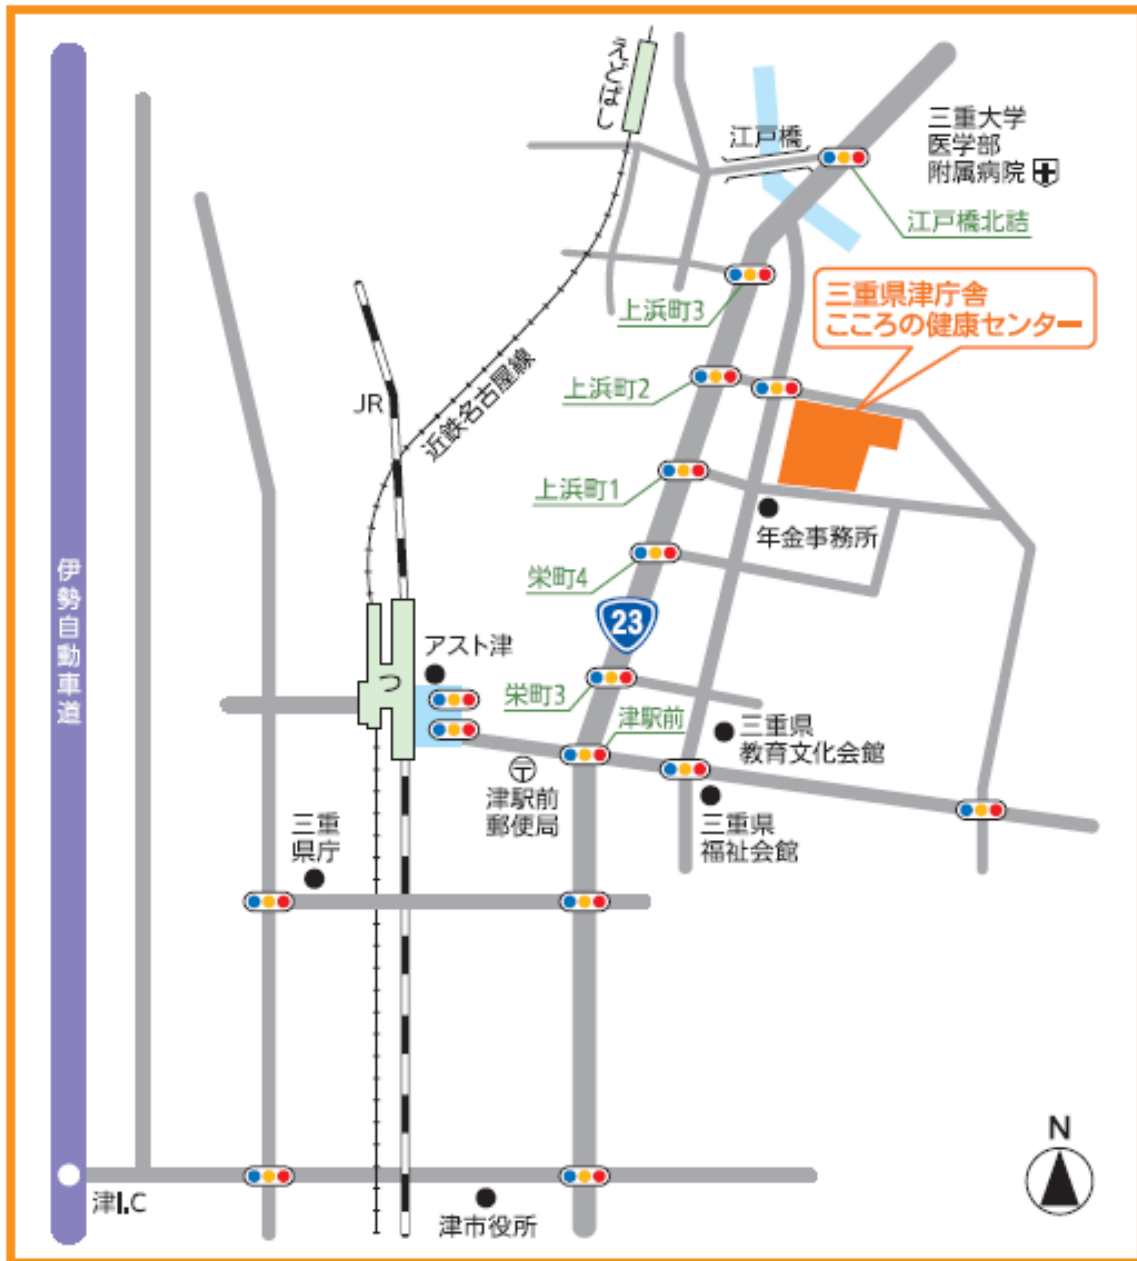 えどばし
江戸橋
三重大学
医学部
附属病院
江戸橋北詰
三重県津庁舎
こころの健康センター
上浜町3
上浜町2
JR
近鉄名古屋線
上浜町1
年金事務所
栄町4
伊勢自動車道
23
アスト津
つ
栄町3
津駅前
三重県
教育文化会館
〒
津駅前
郵便局
三重県
福祉会館
三重
県庁
N
津I.C
津市役所